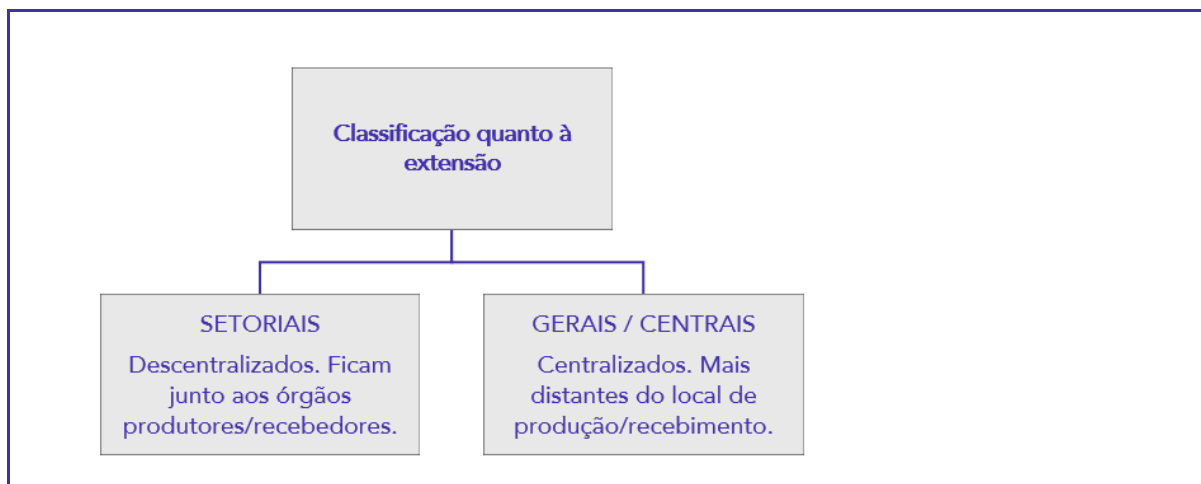 Classificação quanto à
extensão
SETORIAIS
Descentralizados. Ficam
junto aos órgãos
produtores/recebedores.
GERAIS / CENTRAIS
Centralizados. Mais
distantes do local de
produção/recebimento.